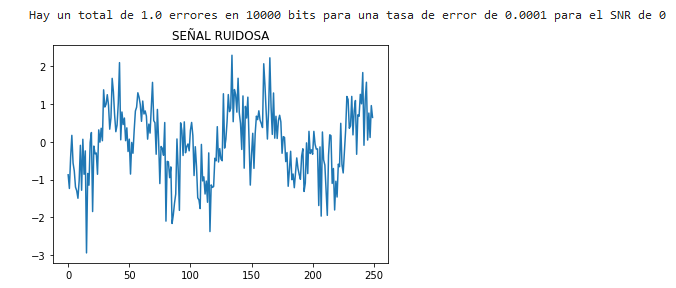 Hay un total de 1.0 errores en 10000 bits para una tasa de error de 0.0001 para el SNR de 0
SEÑAL RUIDOSA
2
1
0
-1
-2
-3
0 50 100 150 200 250